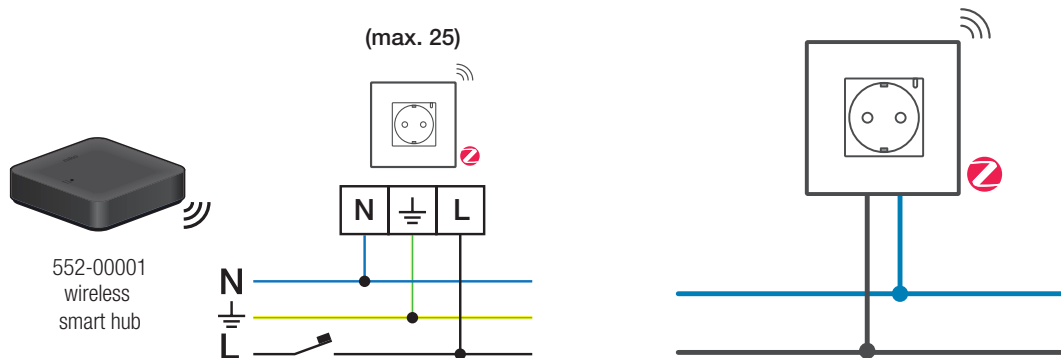 (max. 25)
N
L
552-00001
wireless
smart hub
N
L